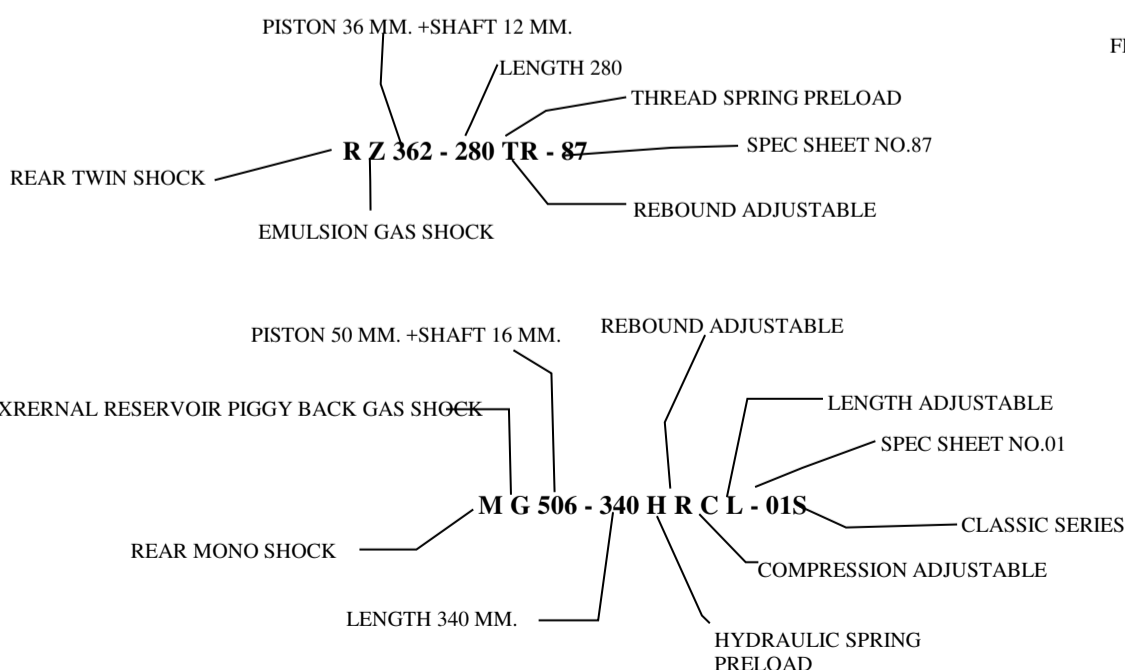 PISTON 36 MM. +SHAFT 12 MM.
LENGTH 280
THREAD SPRING PRELOAD
R Z 362 - 280 TR - 87
SPEC SHEET NO.87
REAR TWIN SHOCK
REBOUND ADJUSTABLE
EMULSION GAS SHOCK
PISTON 50 MM. +SHAFT 16 MM.
REBOUND ADJUSTABLE
XRERNAL RESERVOIR PIGGY BACK GAS SHOCK
LENGTH ADJUSTABLE
SPEC SHEET NO.01
M G 506 - 340 H R C L - 01S
CLASSIC SERIES
REAR MONO SHOCK
COMPRESSION ADJUSTABLE
LENGTH 340 MM.
HYDRAULIC SPRING
PRELOAD